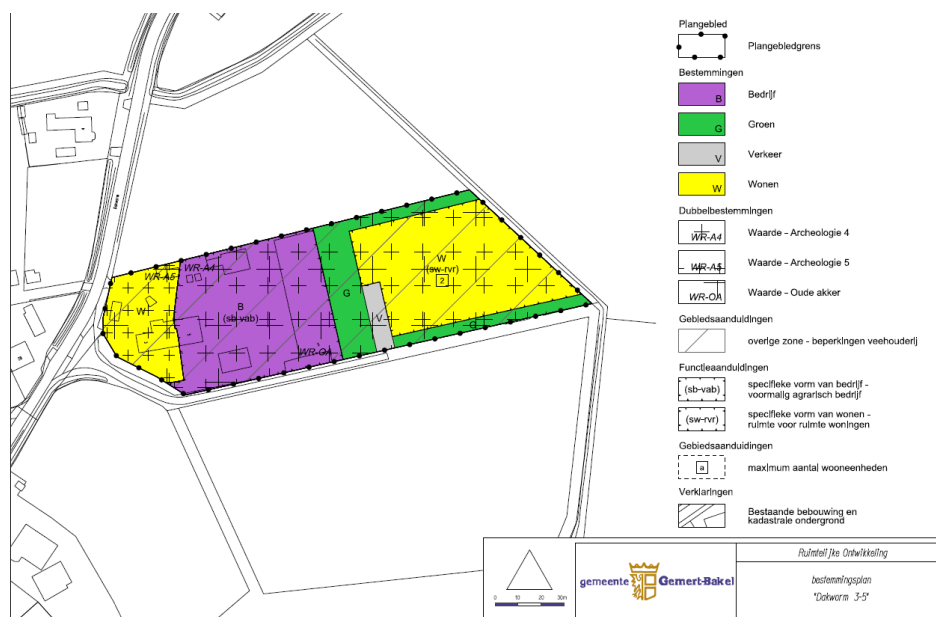 Plangebied
Plangebiedgrens
Bestemmingen
B
Bedrijf
G
Groen
V
Verkeer
W
Wonen
Dubbelbestemmingen
WR-A4
Waarde - Archeologie 4
WR-A5
Waarde - Archeologie 5
WR-OA
Waarde - Oude akker
Gebiedsaanduidingen
overige zone - beperkingen veehouderij
Functieaanduidingen
(sb-vab)
specifieke vorm van bedrijf -
voormalig agrarisch bedrijf
(sw-rvr)
specifieke vorm van wonen -
ruimte voor ruimte woningen
Gebiedsaanduidingen
a
maximum aantal wooneenheden
Verklaringen
Bestaande bebouwing en
kadastrale ondergrond
WR-A5
WR-A4
W
B
(sb-vab)
WR-OA
G
V
W
(sw-rvr)
2
G
0 10 20 30m
gemeente Gemert-Bakel
Ruimtelijke Ontwikkeling
bestemmingsplan
"Dakworm 3-5"